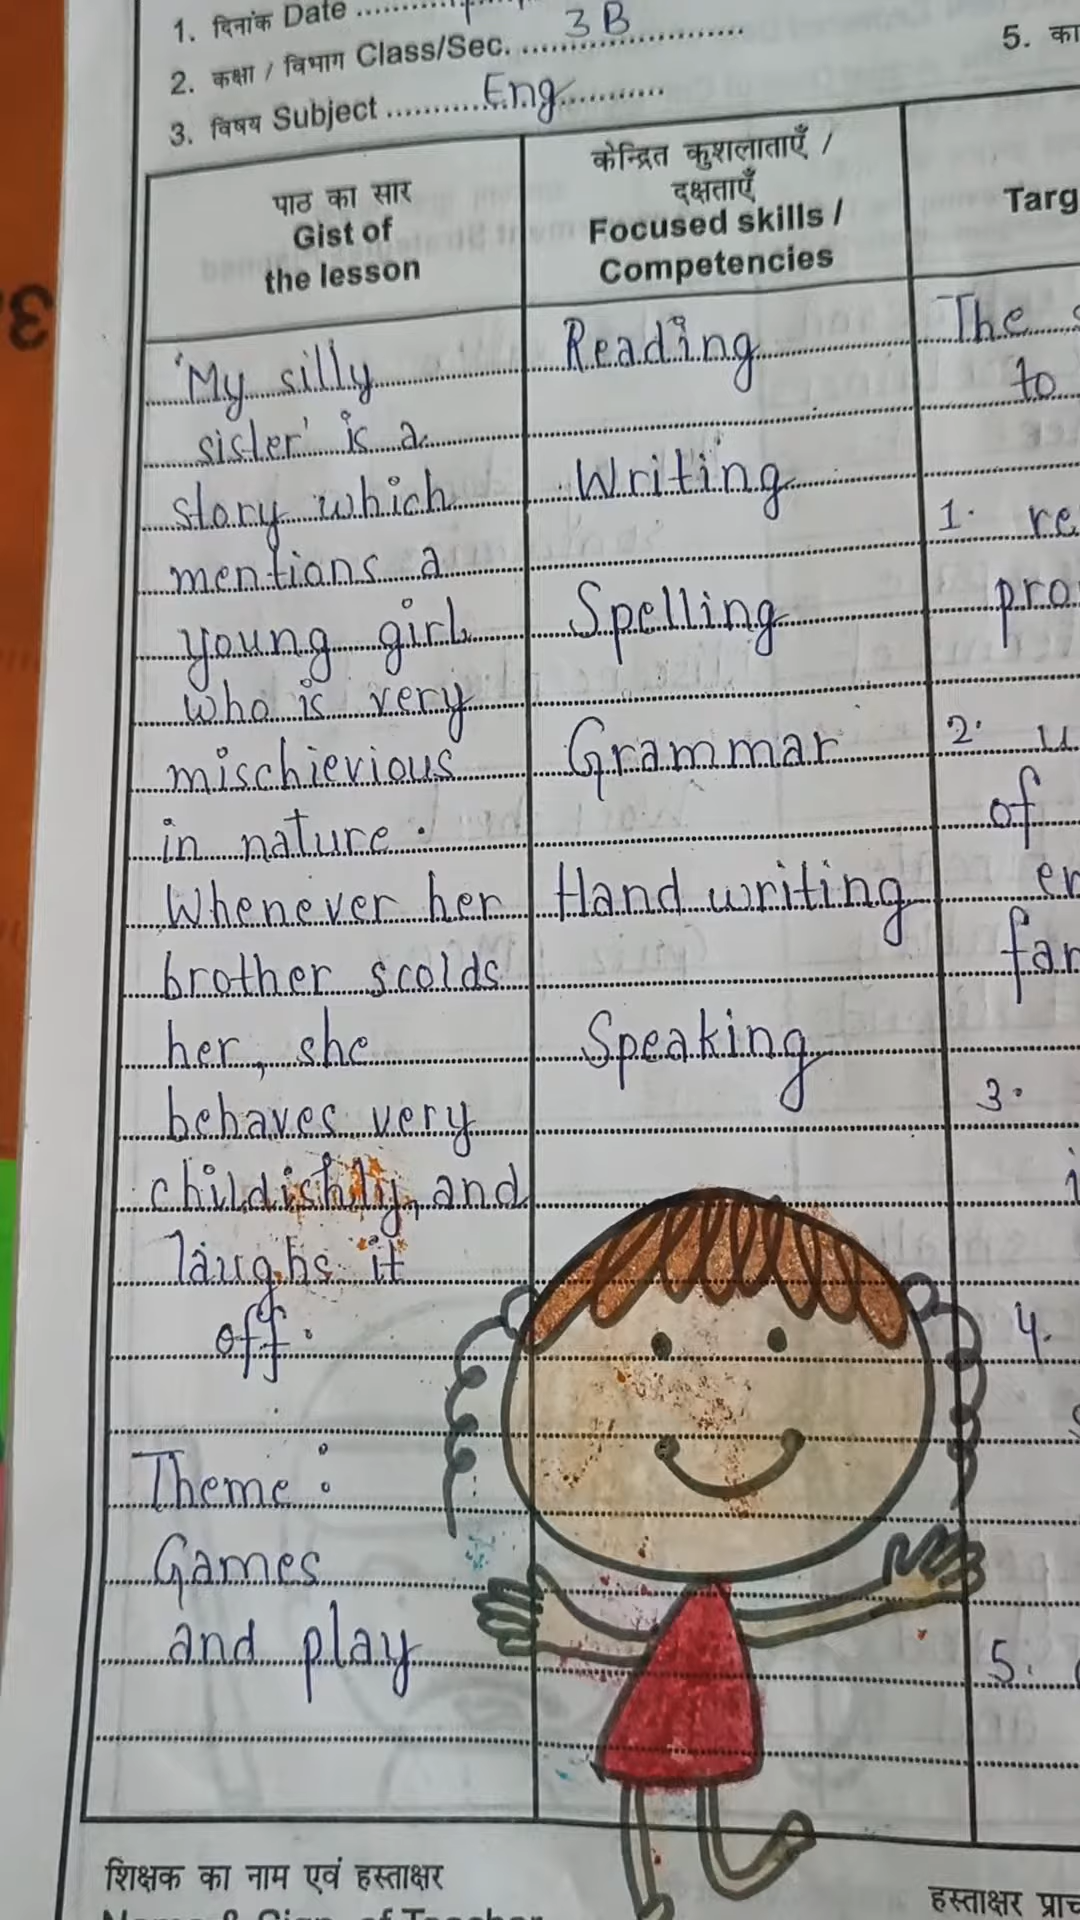 1. दिनांक Date
2. कक्षा / विभाग Class/Sec. 3 B
3. विषय Subject Eng
5. का
पाठ का सार
Gist of
the lesson
केन्द्रित कुशलाताएँ /
दक्षताएँ
Focused skills /
Competencies
Targ
'My silly
sister' is a
story which
mentions a
young girl
who is very
mischievious
in nature.
Whenever her
brother scolds
her, she
behaves very
childishly, and
laughs it
off.
Theme:
Games
and play
Reading
Writing
Spelling
Grammar
Hand writing
Speaking
The
to
1. re
pro
2. u
of
en
far
3.
4.
5.
शिक्षक का नाम एवं हस्ताक्षर
हस्ताक्षर प्राच